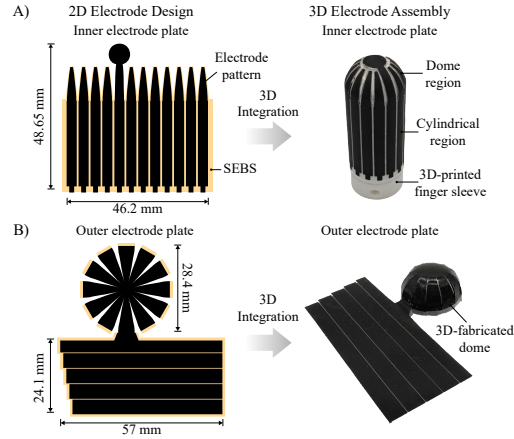 A)
2D Electrode Design
3D Electrode Assembly
Inner electrode plate
Inner electrode plate
Electrode
pattern
48.65 mm
SEBS
46.2 mm
3D
Integration
Dome
region
Cylindrical
region
3D-printed
finger sleeve
B)
Outer electrode plate
Outer electrode plate
28.4 mm
24.1 mm
57 mm
3D
Integration
3D-fabricated
dome